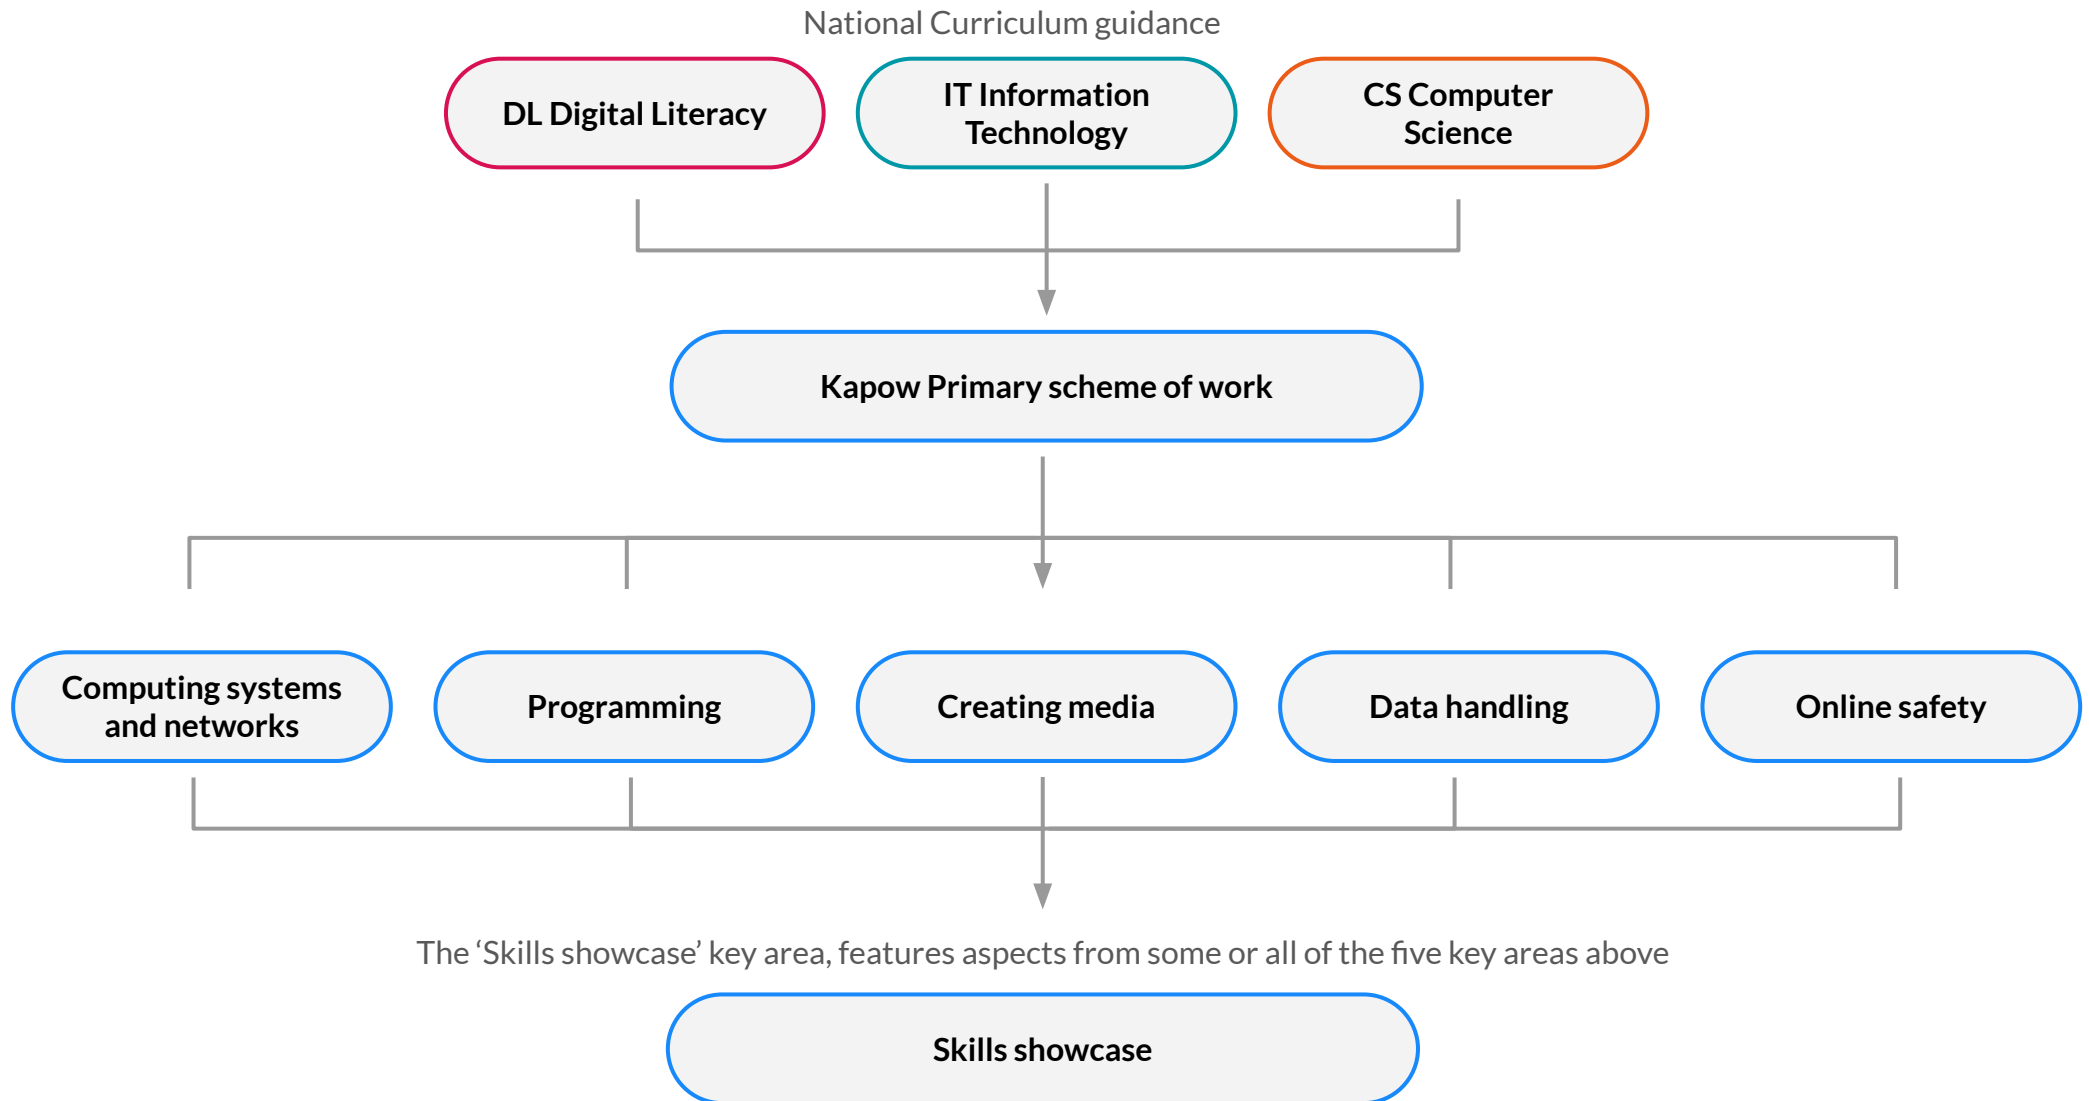 National Curriculum guidance
DL Digital Literacy
IT Information
Technology
CS Computer
Science
Kapow Primary scheme of work
Computing systems
and networks
Programming
Creating media
Data handling
Online safety
The ‘Skills showcase’ key area, features aspects from some or all of the five key areas above
Skills showcase